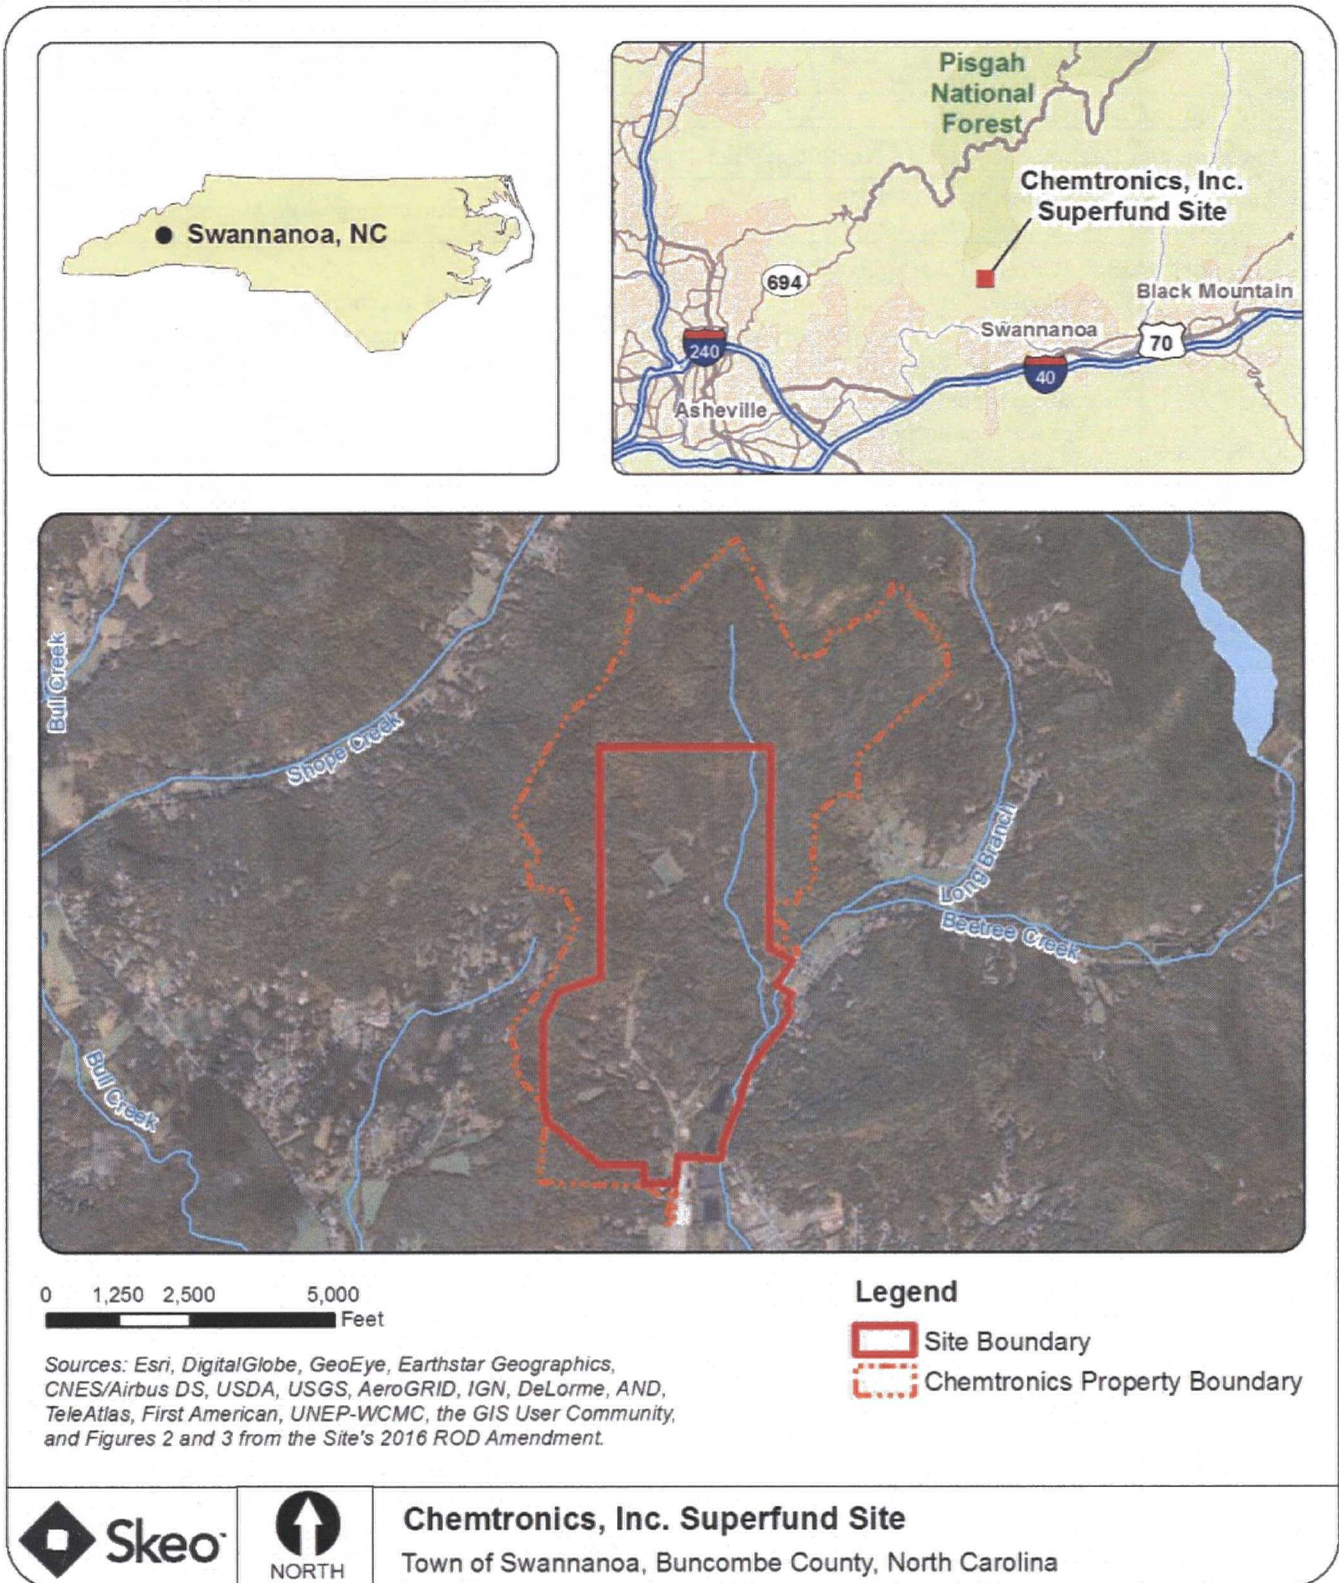 Swannanoa, NC
Pisgah
National
Forest
Chemtronics, Inc.
Superfund Site
694
Black Mountain
Swannanoa
70
240
40
Asheville
Bull Creek
Shope Creek
Long Branch
Beetree Creek
Bull Creek
0 1,250 2,500 5,000
Feet
Sources: Esri, DigitalGlobe, GeoEye, Earthstar Geographics,
CNES/Airbus DS, USDA, USGS, AeroGRID, IGN, DeLorme, AND,
TeleAtlas, First American, UNEP-WCMC, the GIS User Community,
and Figures 2 and 3 from the Site's 2016 ROD Amendment.
Legend
Site Boundary
Chemtronics Property Boundary
Skeo
NORTH
Chemtronics, Inc. Superfund Site
Town of Swannanoa, Buncombe County, North Carolina